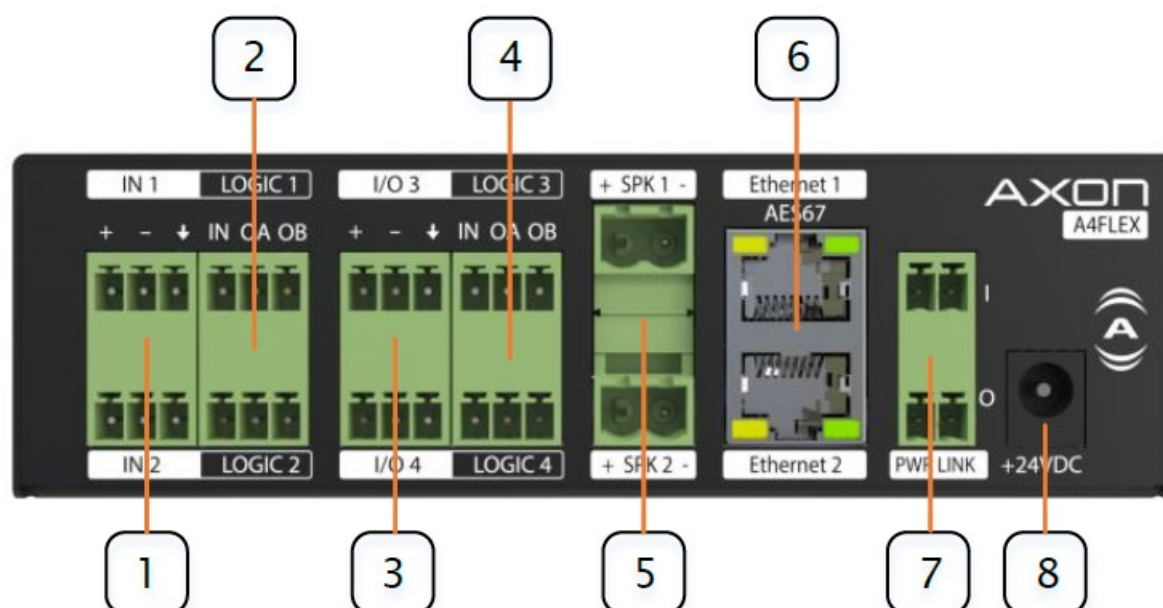 2 4 6
IN 1 LOGIC 1 I/O 3 LOGIC 3 + SPK 1 - Ethernet 1
AES67
AXON
A4FLEX
+ - ↓ IN OA OB + - ↓ IN OA OB
I
A
O
IN 2 LOGIC 2 I/O 4 LOGIC 4 + SPK 2 - Ethernet 2 PWR LINK +24VDC
1 3 5 7 8